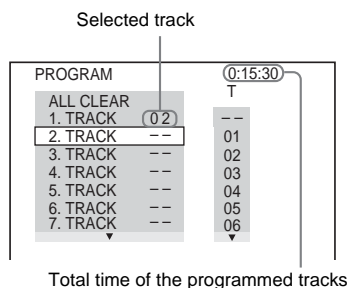 Selected track
PROGRAM 0:15:30
T
ALL CLEAR
1. TRACK 0 2 – –
2. TRACK – – 01
3. TRACK – – 02
4. TRACK – – 03
5. TRACK – – 04
6. TRACK – – 05
7. TRACK – – 06
Total time of the programmed tracks